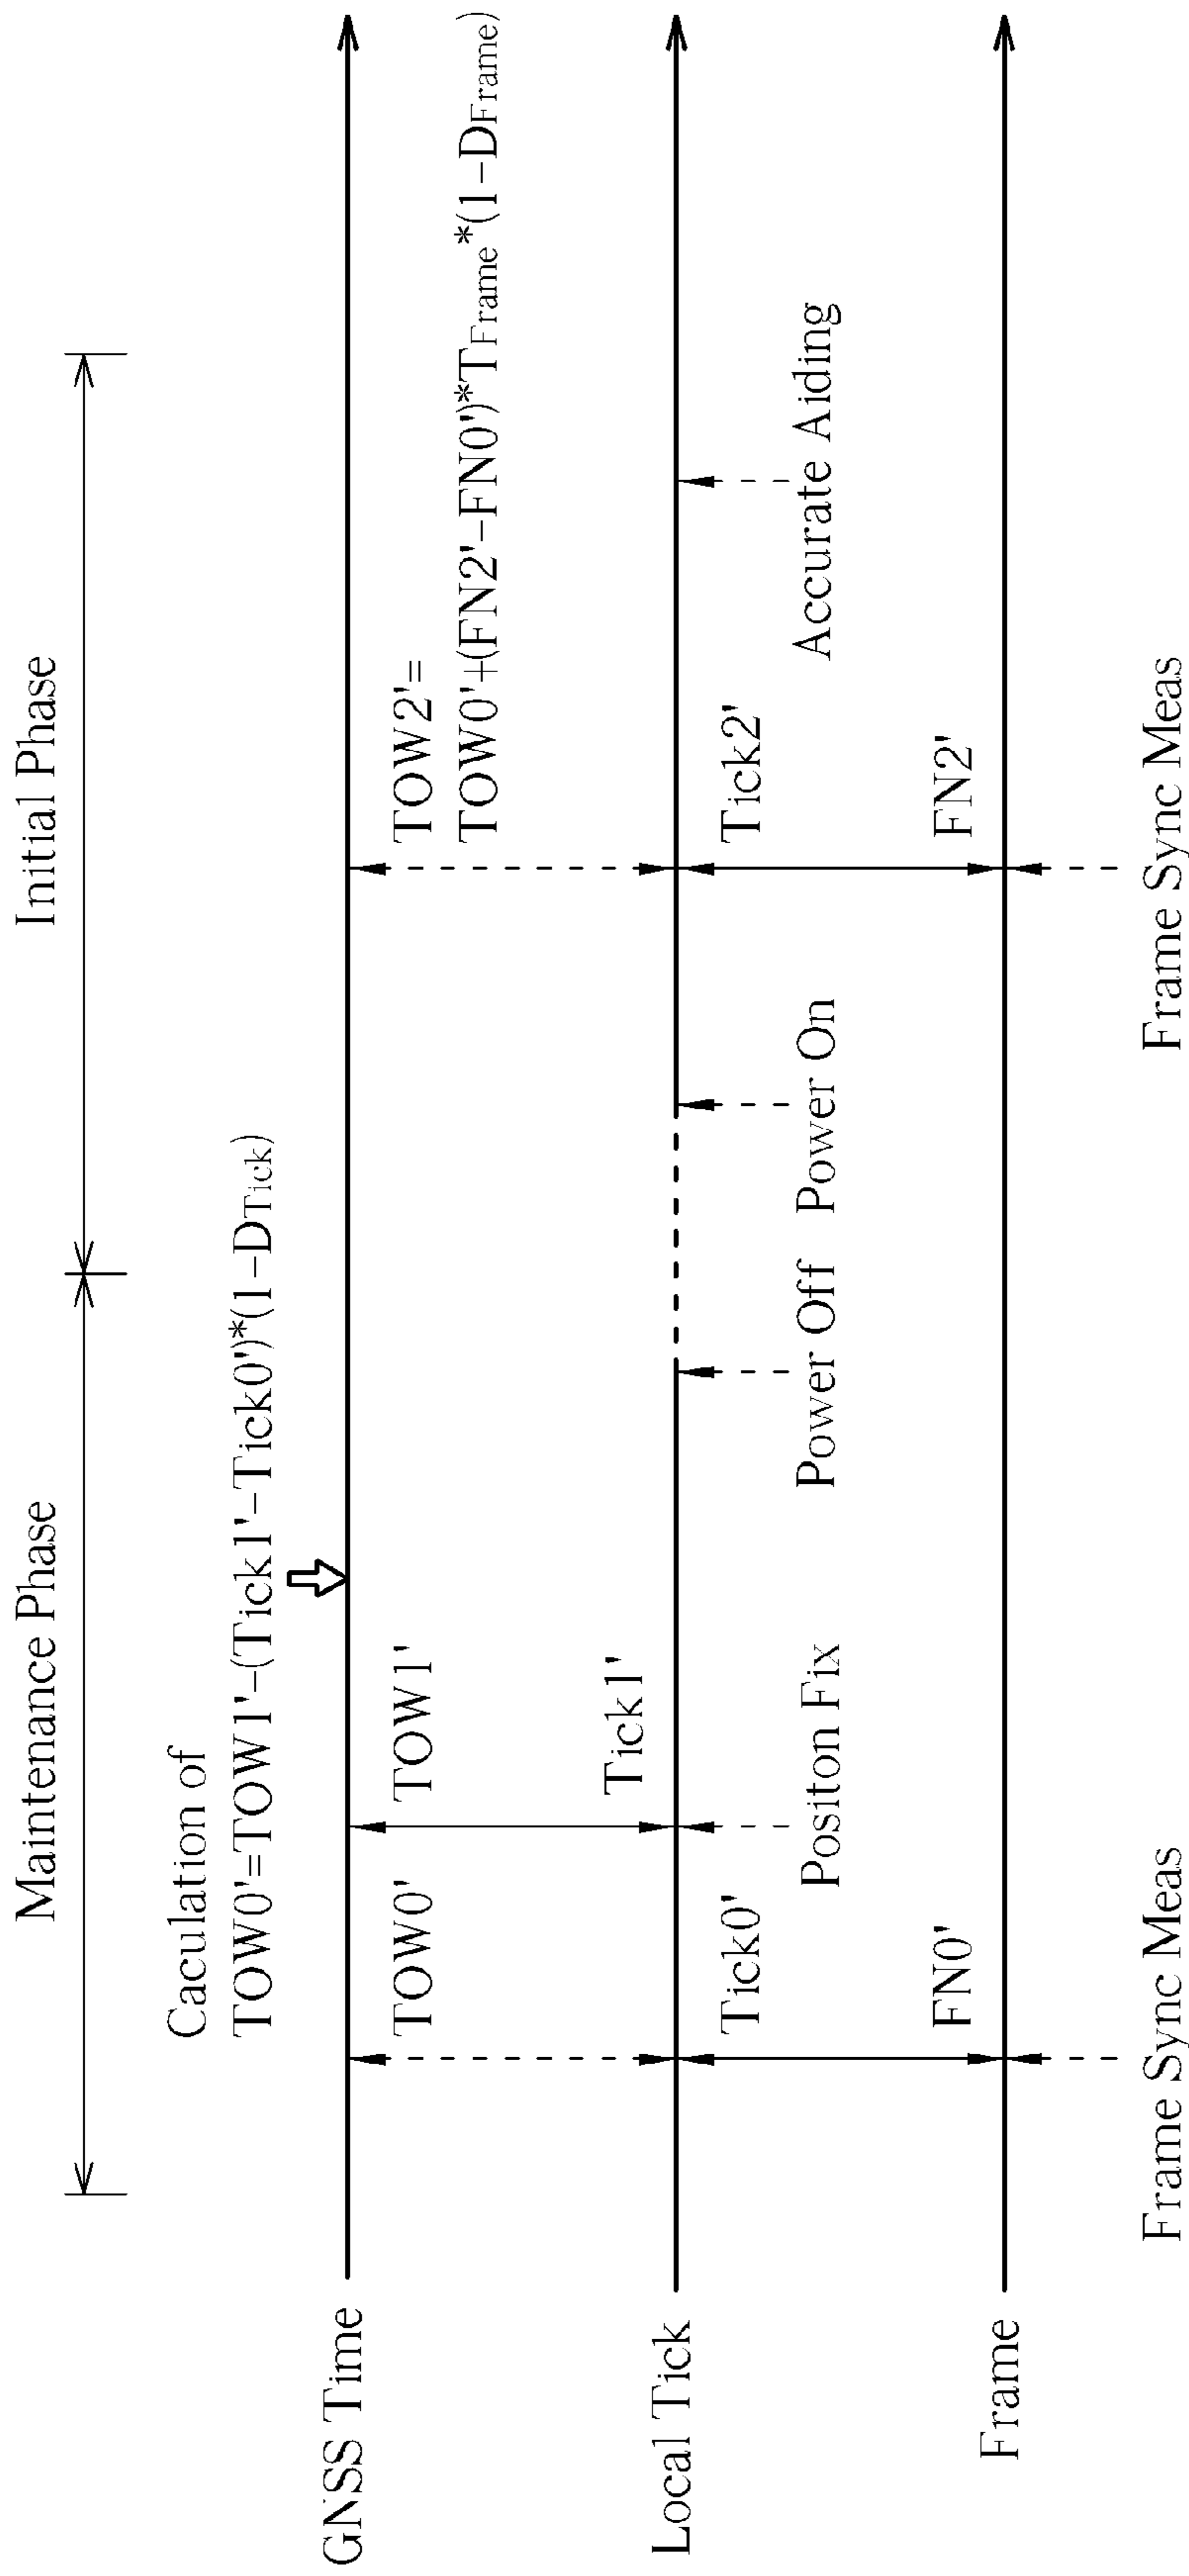 Maintenance Phase
Initial Phase
Caculation of
TOW0'=TOW1'-(Tick1'-Tick0')*(1-DTick)
GNSS Time
TOW0'
TOW1'
TOW2'=
TOW0'+(FN2'-FN0')*TFrame*(1-DFrame)
Tick1'
Local Tick
Tick0'
Tick2'
Positon Fix
Power Off
Power On
Accurate Aiding
FN0'
FN2'
Frame
Frame Sync Meas
Frame Sync Meas